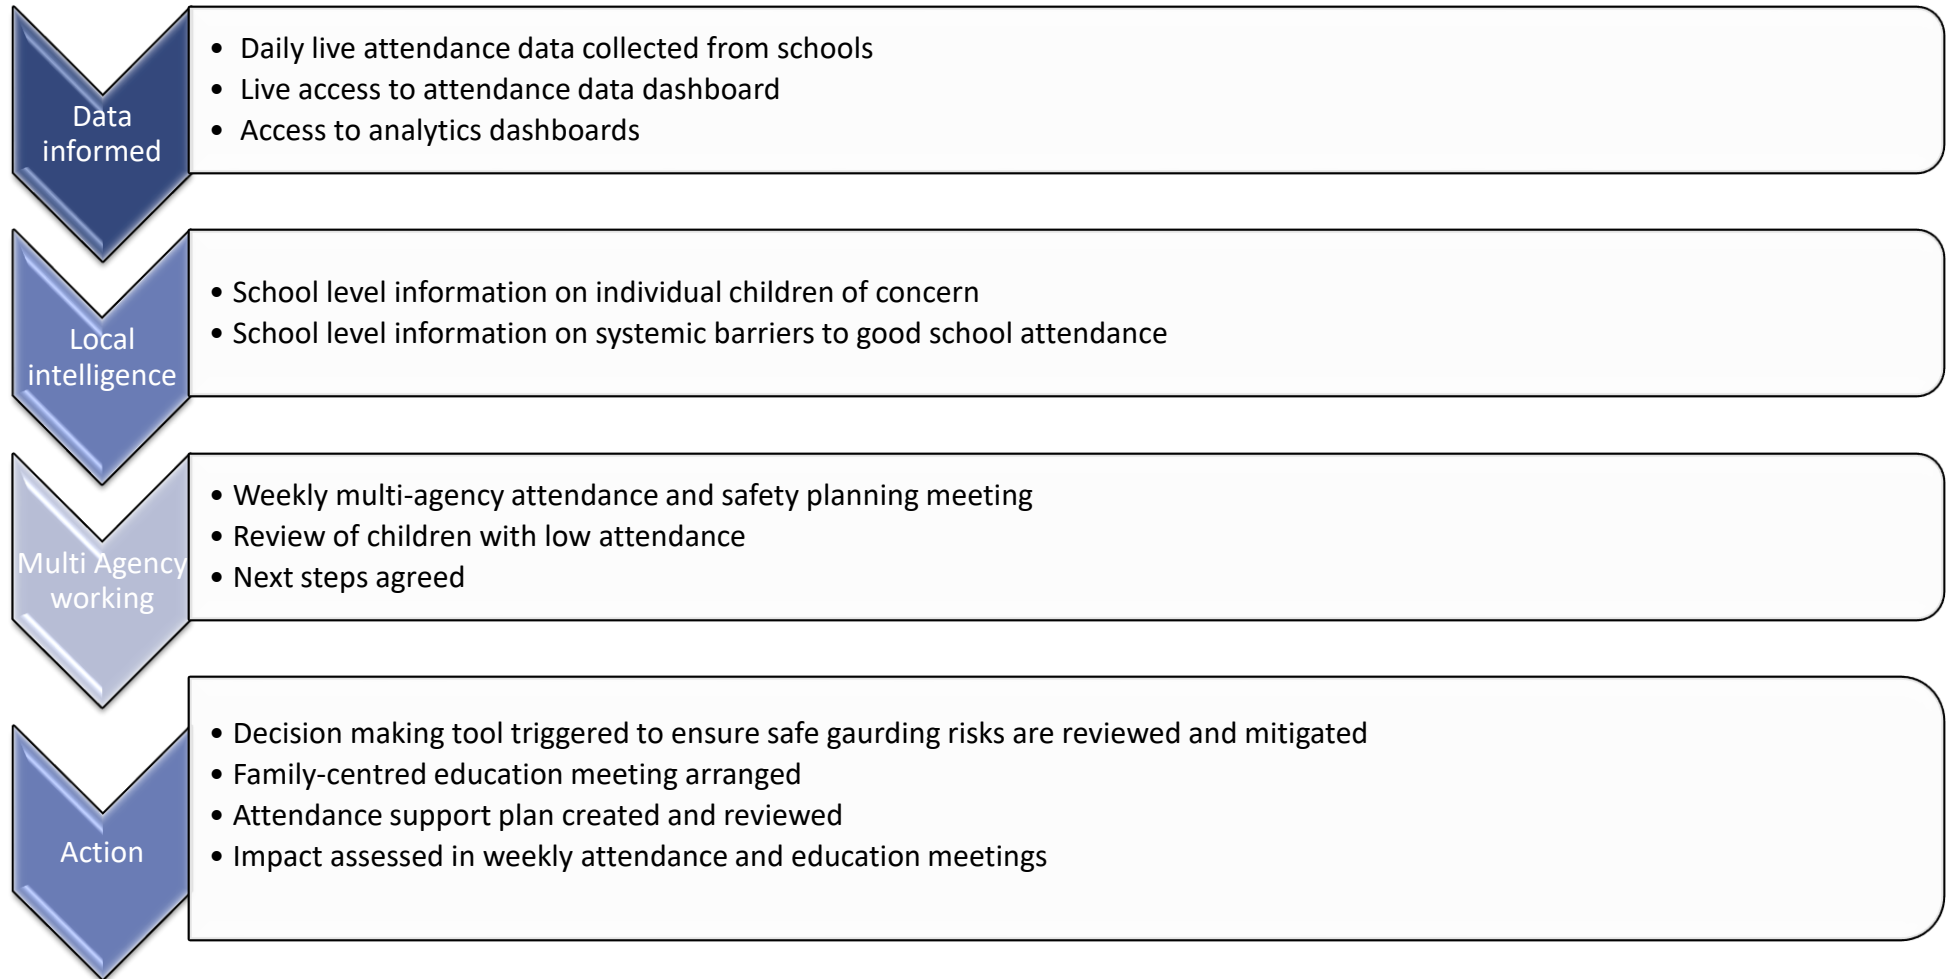 Data
informed
• Daily live attendance data collected from schools
• Live access to attendance data dashboard
• Access to analytics dashboards
Local
intelligence
• School level information on individual children of concern
• School level information on systemic barriers to good school attendance
Multi Agency
working
• Weekly multi-agency attendance and safety planning meeting
• Review of children with low attendance
• Next steps agreed
Action
• Decision making tool triggered to ensure safe gaurding risks are reviewed and mitigated
• Family-centred education meeting arranged
• Attendance support plan created and reviewed
• Impact assessed in weekly attendance and education meetings